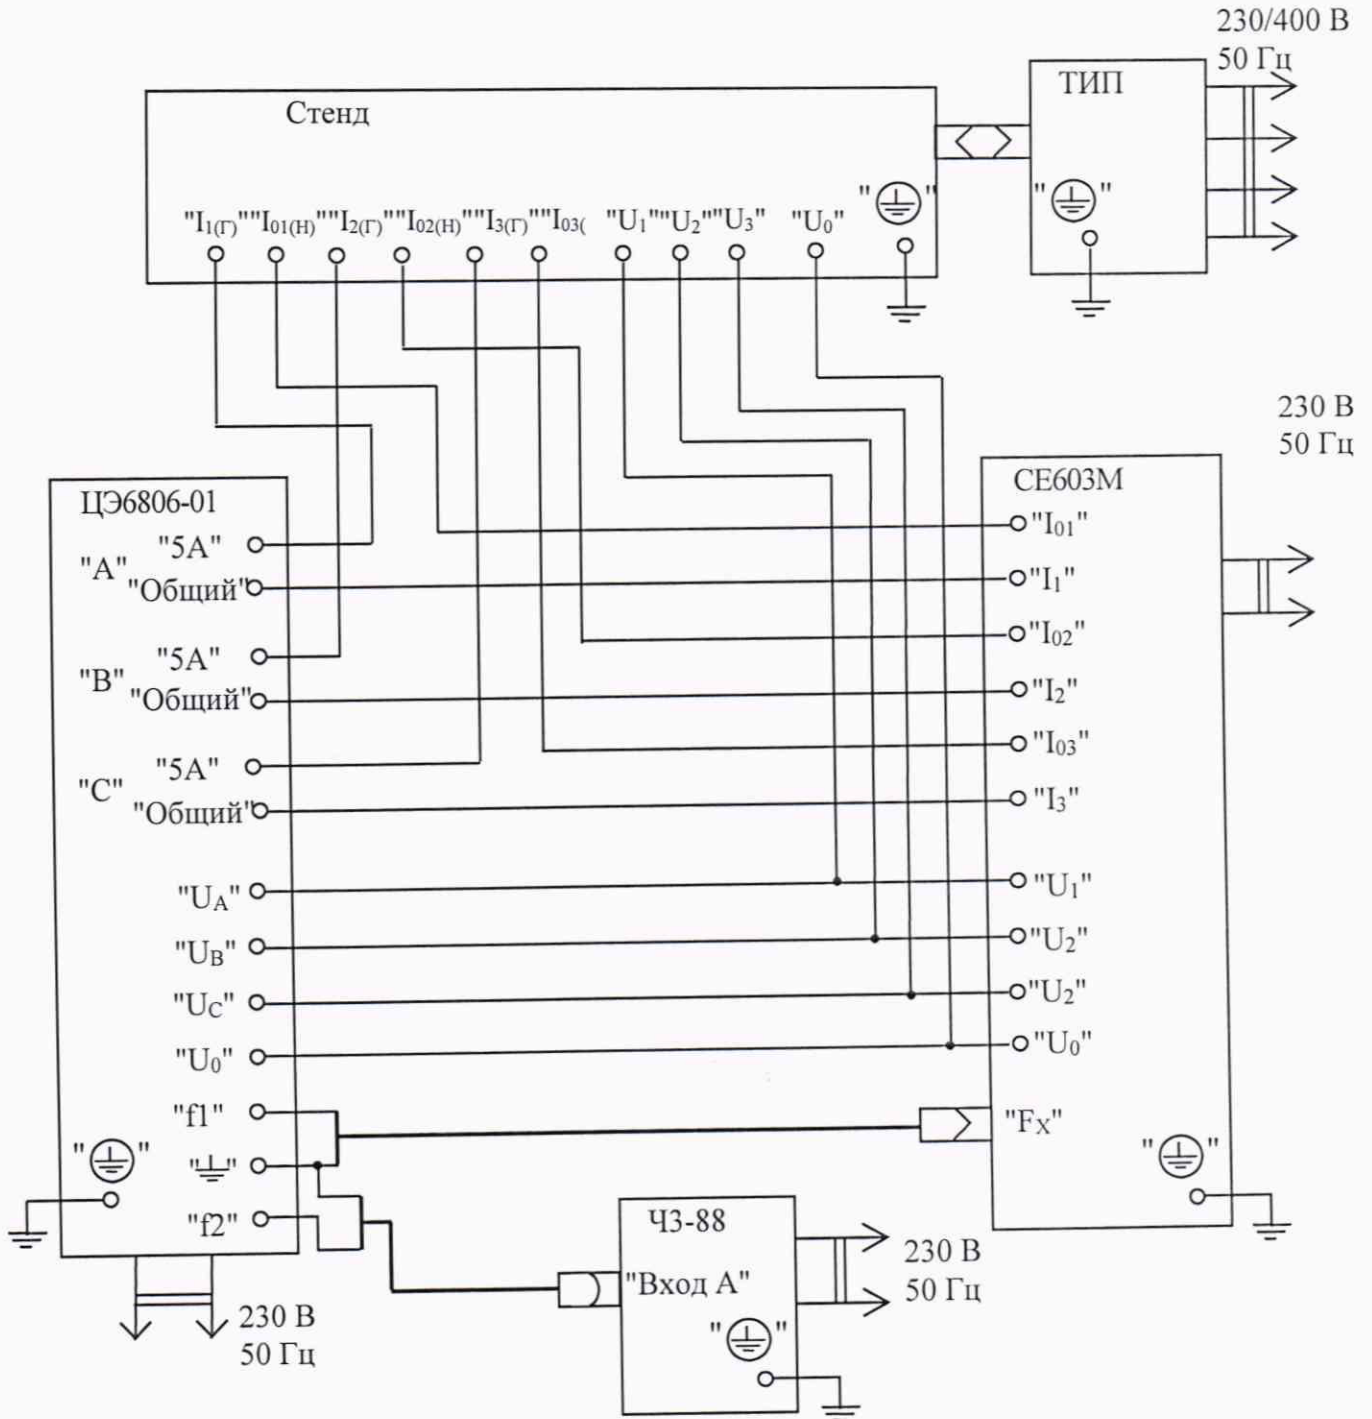 230/400 В
50 Гц
Стенд
ТИП
"I1(Г)""I01(Н)""I2(Г)""I02(Н)""I3(Г)""I03( "U1""U2""U3" "U0" " "
" "
230 В
50 Гц
ЦЭ6806-01
"А"
"5А"
"Общий"
"В"
"5А"
"Общий"
"С"
"5А"
"Общий"
"UA"
"UB"
"UC"
"U0"
"f1"
" "
" "
"f2"
230 В
50 Гц
СЕ603М
"I01"
"I1"
"I02"
"I2"
"I03"
"I3"
"U1"
"U2"
"U2"
"U0"
"FX"
" "
ЧЗ-88
"Вход А"
" "
230 В
50 Гц